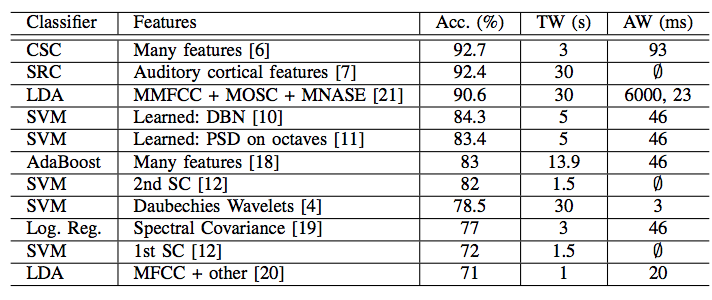 Classifier Features Acc. (%) TW (s) AW (ms)
CSC Many features [6] 92.7 3 93
SRC Auditory cortical features [7] 92.4 30 ∅
LDA MMFCC + MOSC + MNASE [21] 90.6 30 6000, 23
SVM Learned: DBN [10] 84.3 5 46
SVM Learned: PSD on octaves [11] 83.4 5 46
AdaBoost Many features [18] 83 13.9 46
SVM 2nd SC [12] 82 1.5 ∅
SVM Daubechies Wavelets [4] 78.5 30 3
Log. Reg. Spectral Covariance [19] 77 3 46
SVM 1st SC [12] 72 1.5 ∅
LDA MFCC + other [20] 71 1 20